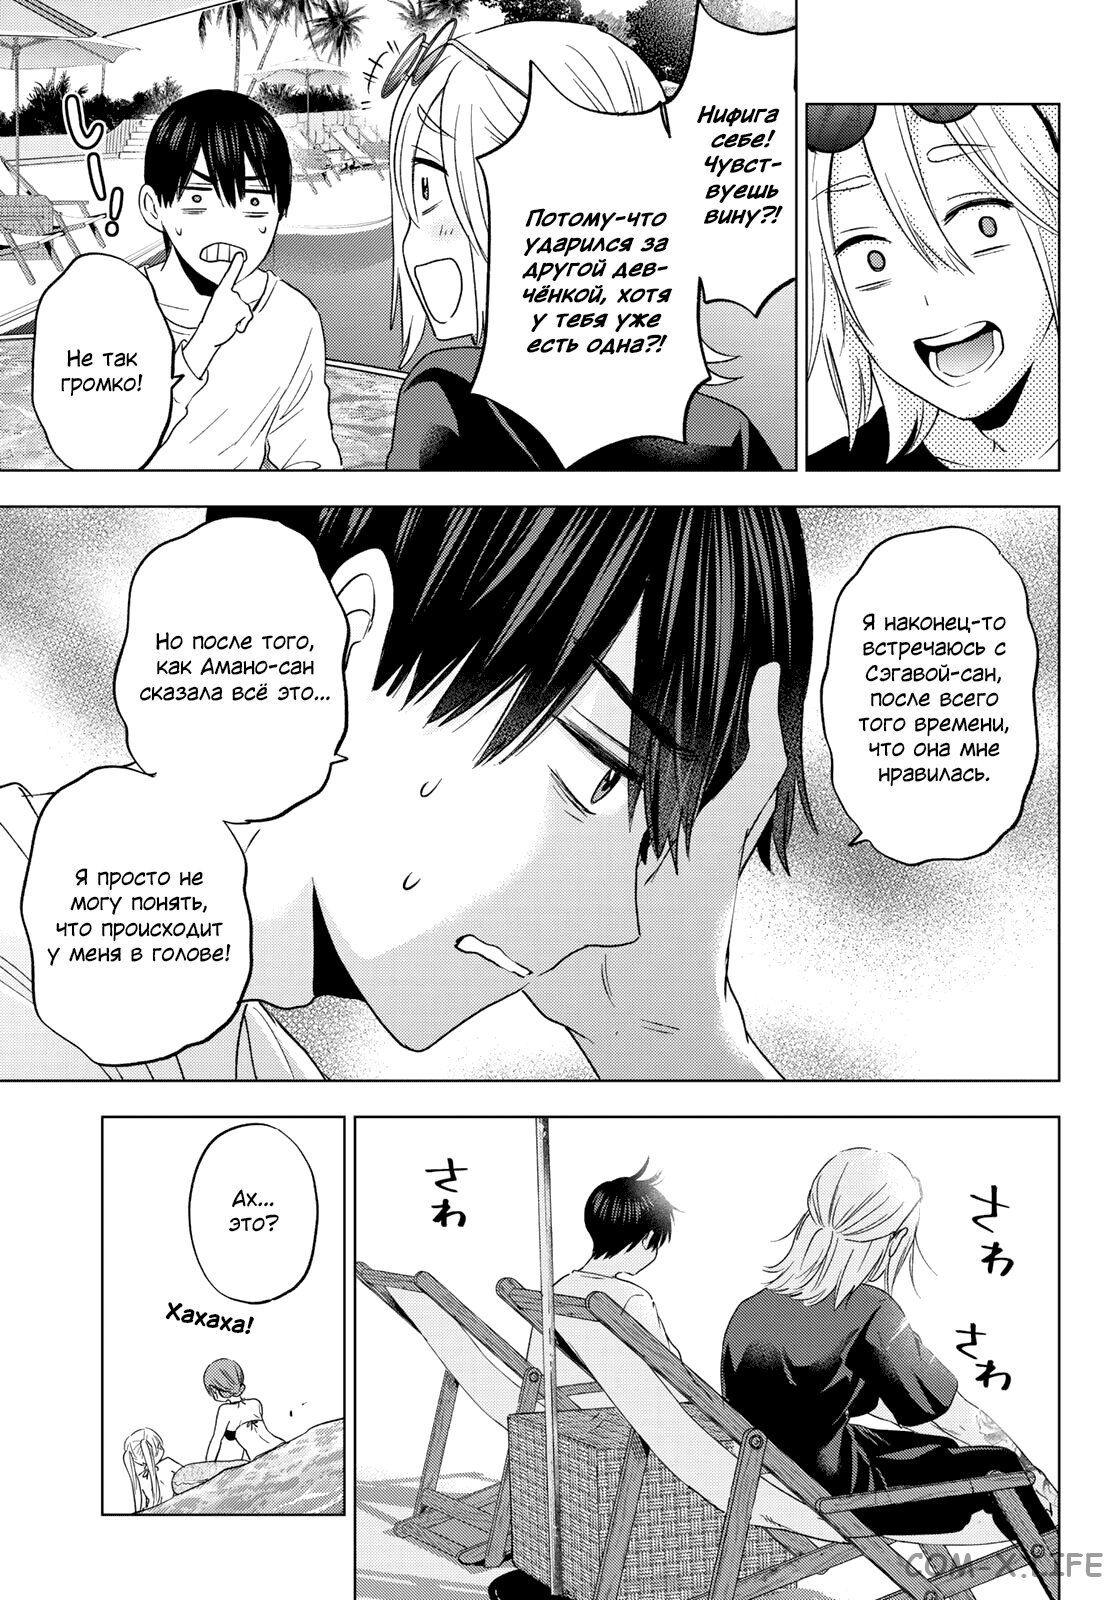 Нифига
себе!
Чувст-
вуешь
вину?!
Потому-что
ударился за
другой дев-
чёнкой, хотя
у тебя уже
есть одна?!
Не так
громко!
Я наконец-то
встречаюсь с
Сэгавой-сан,
после всего
того времени,
что она мне
нравилась.
Но после того,
как Амано-сан
сказала всё это...
Я просто не
могу понять,
что происходит
у меня в голове!
さわ
さわ
さわ
Ах...
это?
Хахаха!
COM-X.LIFE